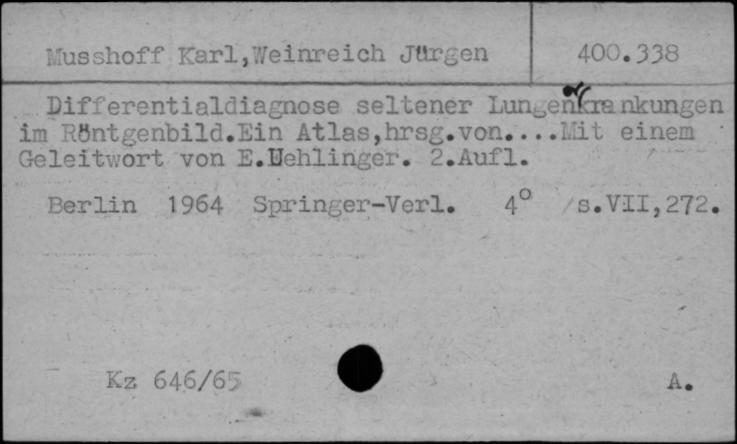 Musshoff Karl,Weinreich Jürgen 400.338
Differentialdiagnose seltener Lungenerkrankungen
im Röntgenbild.Ein Atlas,hrsg.von....Mit einem
Geleitwort von E.Uehlinger. 2.Aufl.
Berlin 1964 Springer-Verl. 4° s.VII,272.
Kz 646/65 A.